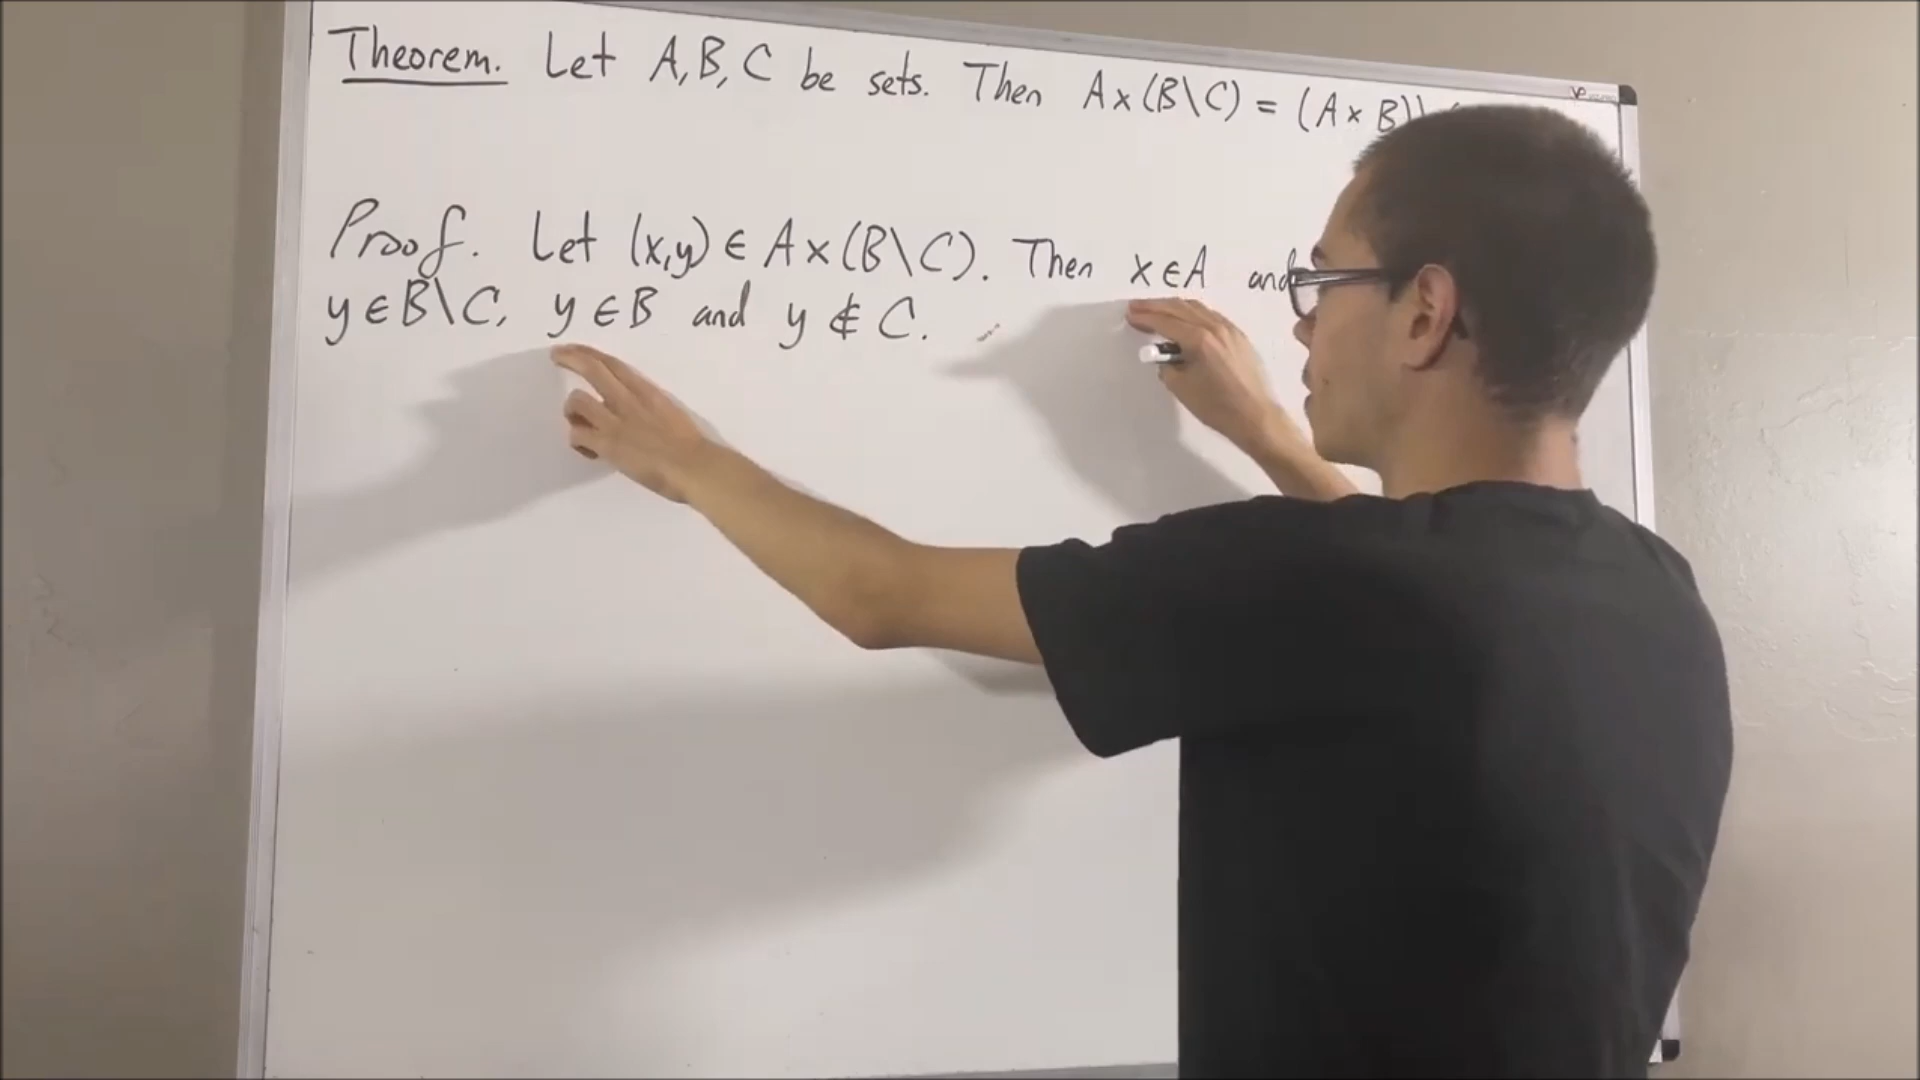 Theorem. Let A, B, C be sets. Then A × (B \ C) = (A × B) \
Proof. Let (x,y) ∈ A × (B \ C). Then x ∈ A and
y ∈ B \ C, y ∈ B and y ∉ C.